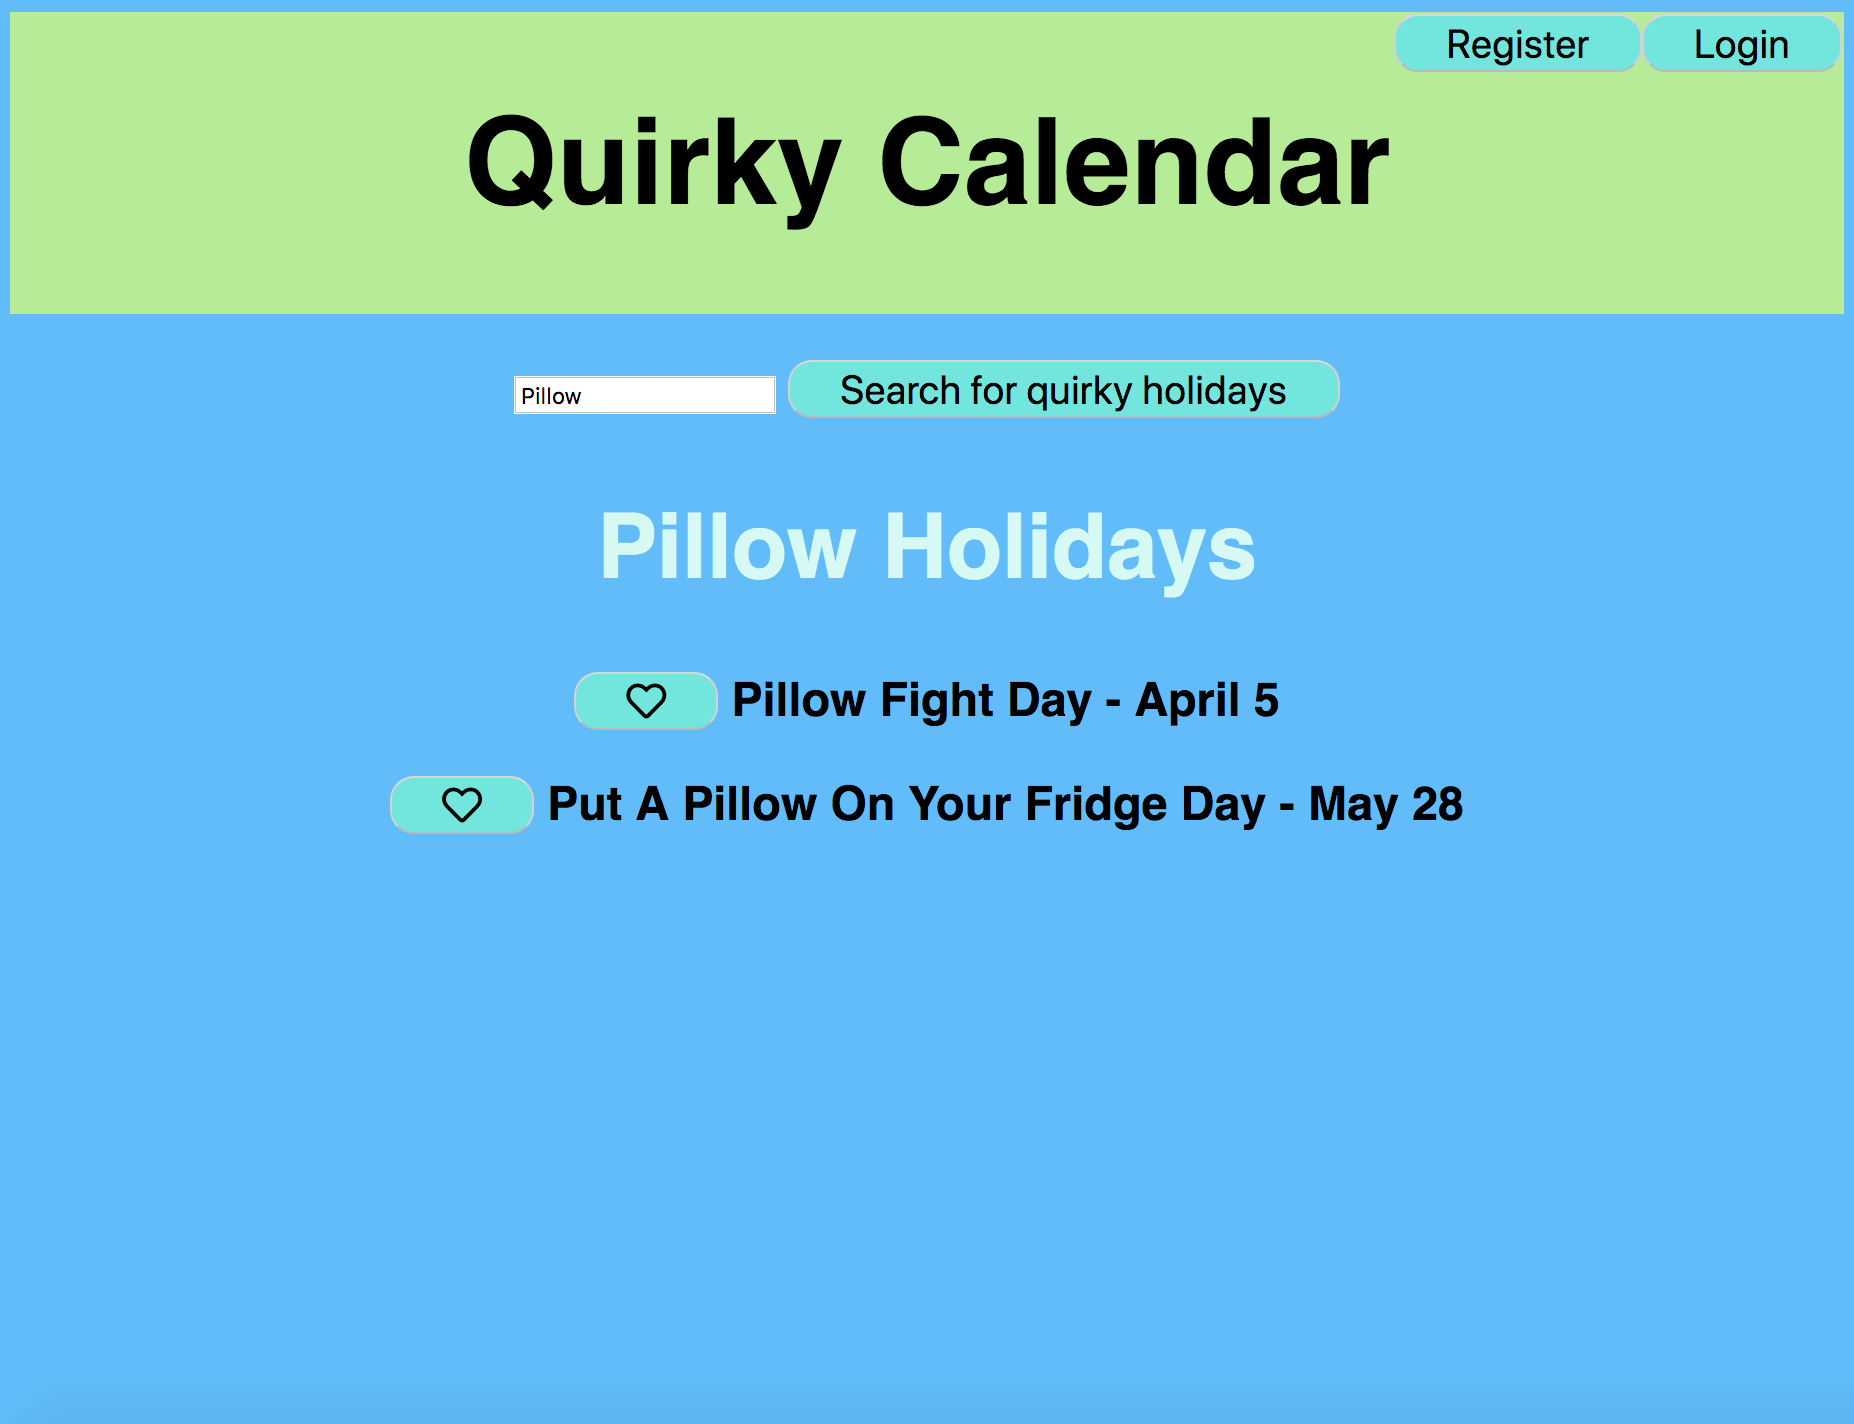 Register Login
Quirky Calendar
Pillow Search for quirky holidays
Pillow Holidays
Pillow Fight Day - April 5
Put A Pillow On Your Fridge Day - May 28